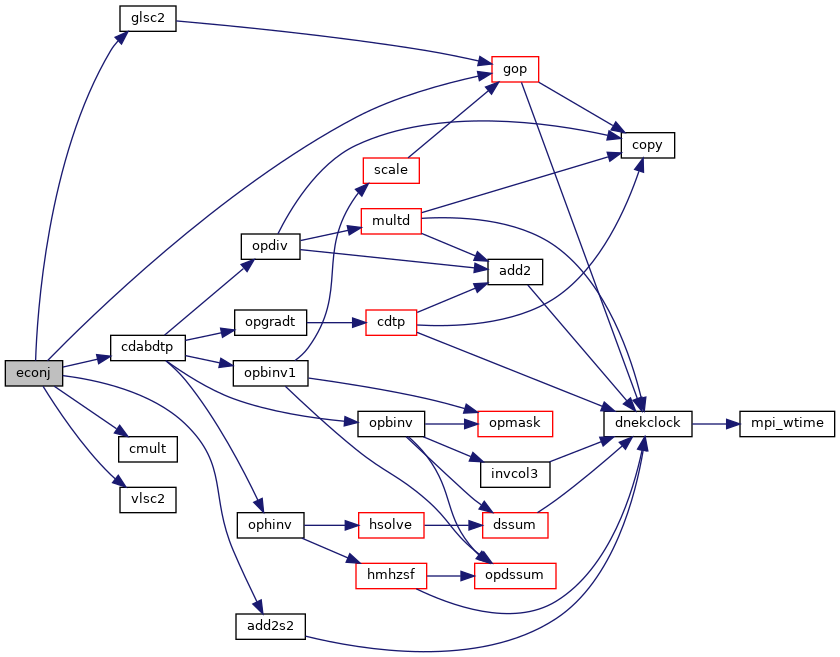 glsc2
gop
copy
scale
multd
opdiv
add2
opgradt
cdtp
cdabdtp
econj
opbinv1
opbinv
opmask
dnekclock
mpi_wtime
cmult
invcol3
vlsc2
ophinv
hsolve
dssum
hmhzsf
opdssum
add2s2